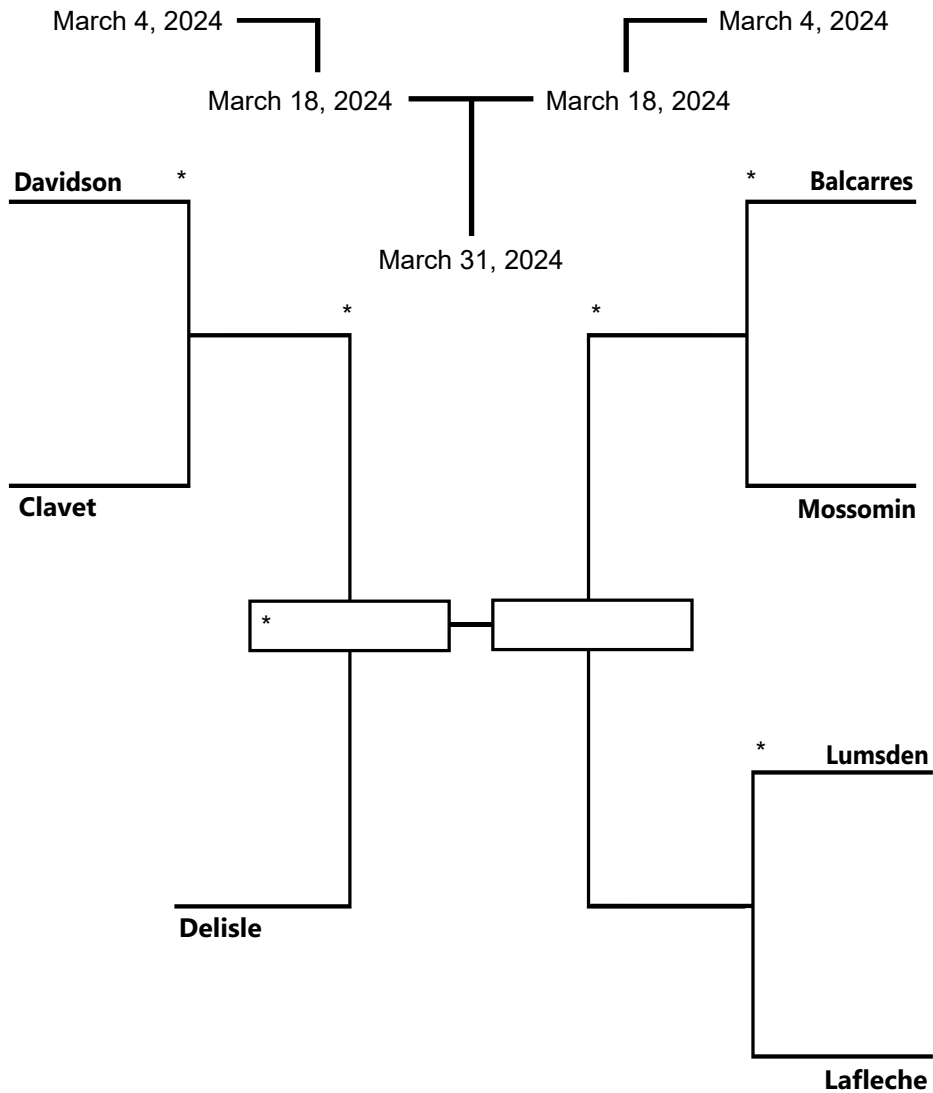 March 4, 2024
March 4, 2024
March 18, 2024
March 18, 2024
Davidson *
* Balcarres
March 31, 2024
*
*
Clavet
Mossomin
*
* Lumsden
Delisle
Lafleche